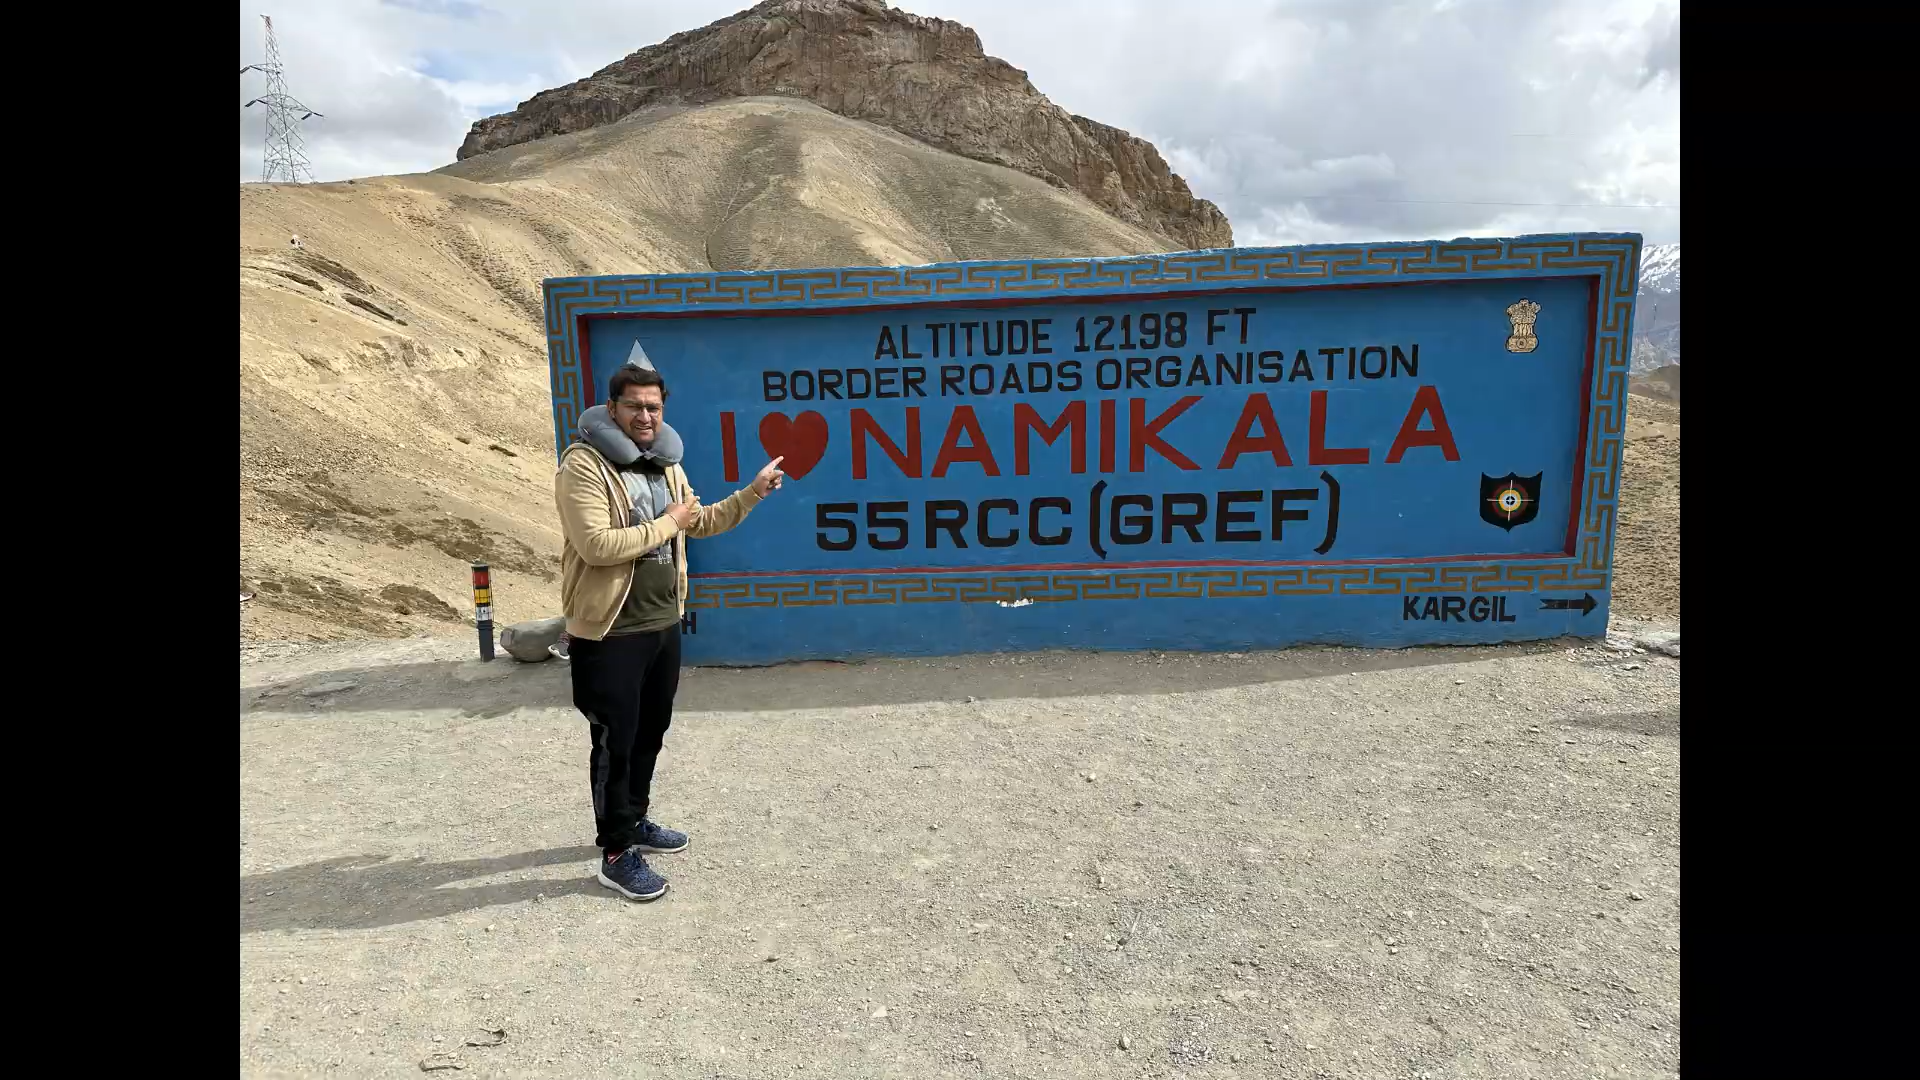 ALTITUDE 12198 FT
BORDER ROADS ORGANISATION
I ❤ NAMIKALA
55 RCC (GREF)
KARGIL →